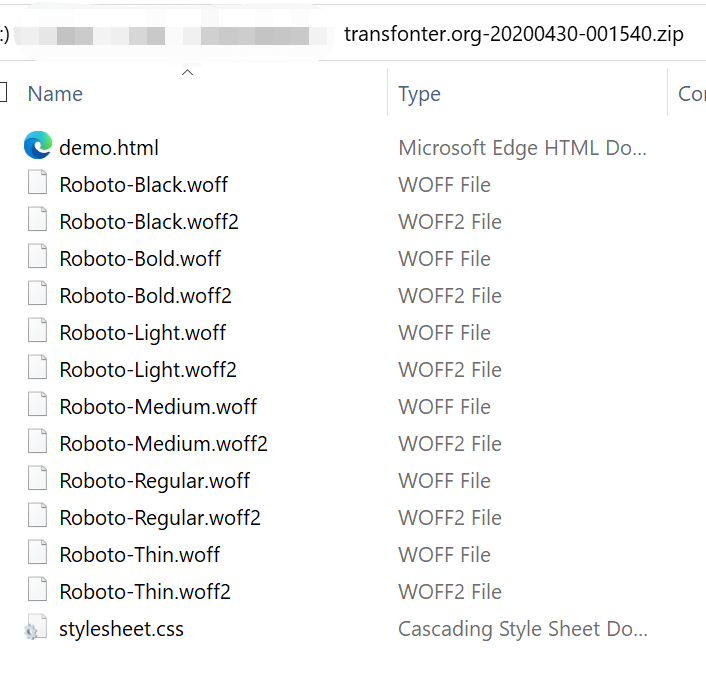 :) transfonter.org-20200430-001540.zip
Name Type Co
demo.html Microsoft Edge HTML Do...
Roboto-Black.woff WOFF File
Roboto-Black.woff2 WOFF2 File
Roboto-Bold.woff WOFF File
Roboto-Bold.woff2 WOFF2 File
Roboto-Light.woff WOFF File
Roboto-Light.woff2 WOFF2 File
Roboto-Medium.woff WOFF File
Roboto-Medium.woff2 WOFF2 File
Roboto-Regular.woff WOFF File
Roboto-Regular.woff2 WOFF2 File
Roboto-Thin.woff WOFF File
Roboto-Thin.woff2 WOFF2 File
stylesheet.css Cascading Style Sheet Do...